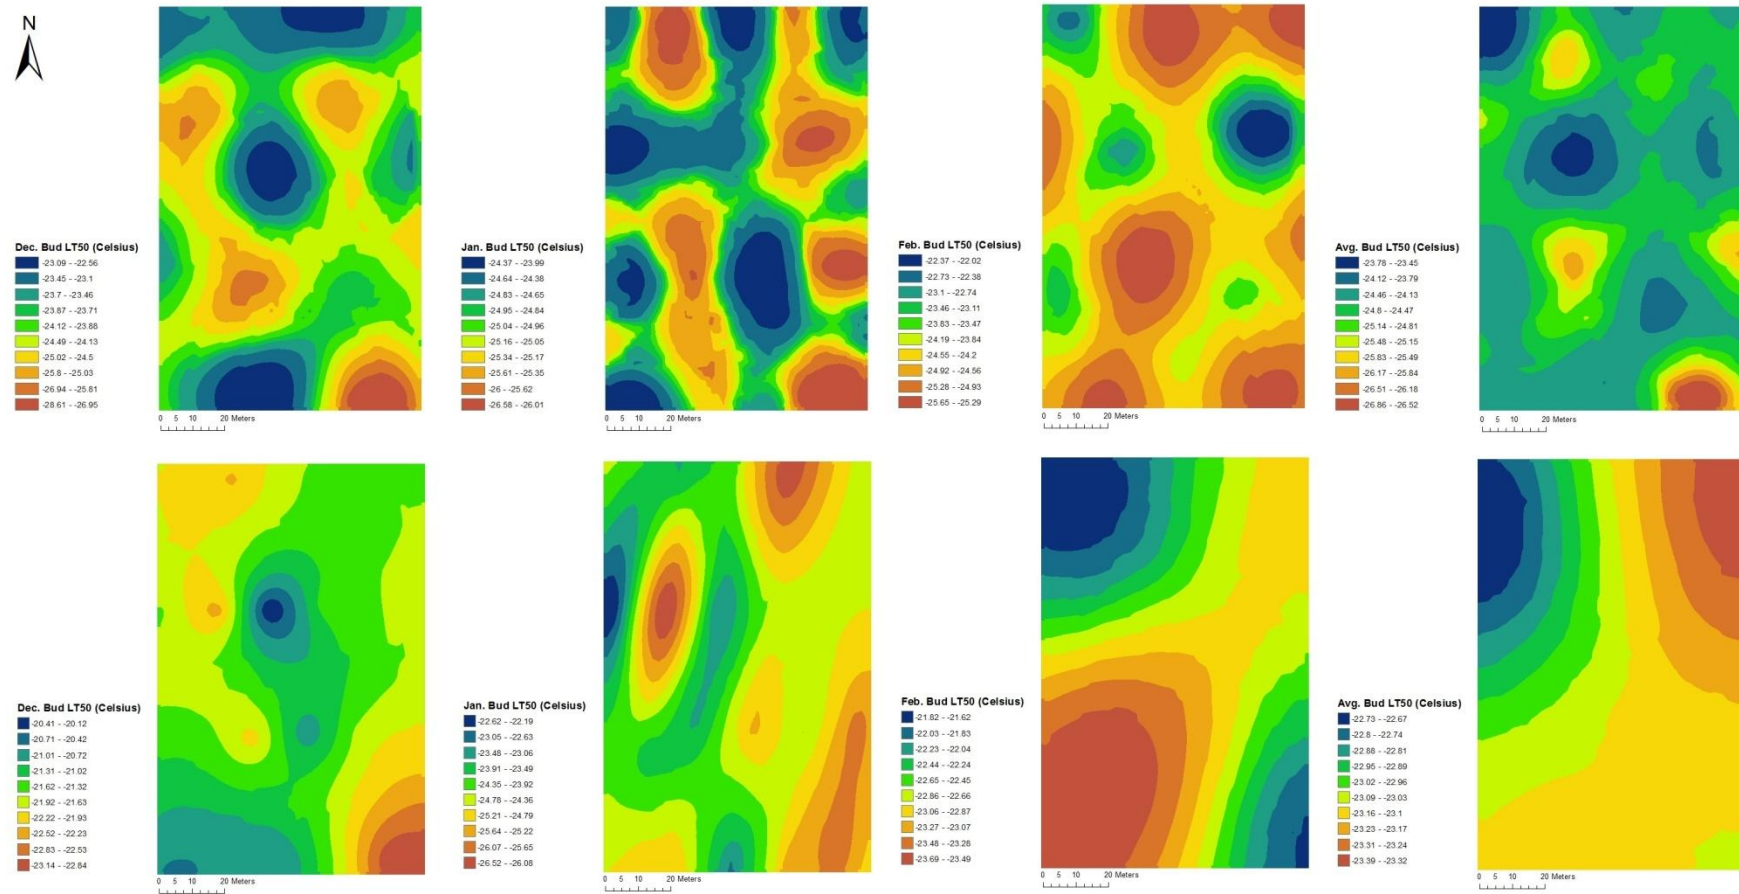 N
Dec. Bud LT50 (Celsius)
-23.09 - -22.56
-23.45 - -23.1
-23.7 - -23.46
-23.87 - -23.71
-24.12 - -23.88
-24.49 - -24.13
-25.02 - -24.5
-25.8 - -25.03
-26.94 - -25.81
-28.61 - -26.95
0 5 10 20 Meters
Jan. Bud LT50 (Celsius)
-24.37 - -23.99
-24.64 - -24.38
-24.83 - -24.65
-24.95 - -24.84
-25.04 - -24.96
-25.16 - -25.05
-25.34 - -25.17
-25.61 - -25.35
-26 - -25.62
-26.58 - -26.01
0 5 10 20 Meters
Feb. Bud LT50 (Celsius)
-22.37 - -22.02
-22.73 - -22.38
-23.1 - -22.74
-23.46 - -23.11
-23.83 - -23.47
-24.19 - -23.84
-24.55 - -24.2
-24.92 - -24.56
-25.28 - -24.93
-25.65 - -25.29
0 5 10 20 Meters
Avg. Bud LT50 (Celsius)
-23.78 - -23.45
-24.12 - -23.79
-24.46 - -24.13
-24.8 - -24.47
-25.14 - -24.81
-25.48 - -25.15
-25.83 - -25.49
-26.17 - -25.84
-26.51 - -26.18
-26.86 - -26.52
0 5 10 20 Meters
Dec. Bud LT50 (Celsius)
-20.41 - -20.12
-20.71 - -20.42
-21.01 - -20.72
-21.31 - -21.02
-21.62 - -21.32
-21.92 - -21.63
-22.22 - -21.93
-22.52 - -22.23
-22.83 - -22.53
-23.14 - -22.84
0 5 10 20 Meters
Jan. Bud LT50 (Celsius)
-22.62 - -22.19
-23.05 - -22.63
-23.48 - -23.06
-23.91 - -23.49
-24.35 - -23.92
-24.78 - -24.36
-25.21 - -24.79
-25.64 - -25.22
-26.07 - -25.65
-26.52 - -26.08
0 5 10 20 Meters
Feb. Bud LT50 (Celsius)
-21.82 - -21.62
-22.03 - -21.83
-22.23 - -22.04
-22.44 - -22.24
-22.65 - -22.45
-22.86 - -22.66
-23.06 - -22.87
-23.27 - -23.07
-23.48 - -23.28
-23.69 - -23.49
0 5 10 20 Meters
Avg. Bud LT50 (Celsius)
-22.73 - -22.67
-22.8 - -22.74
-22.88 - -22.81
-22.95 - -22.89
-23.02 - -22.96
-23.09 - -23.03
-23.16 - -23.1
-23.23 - -23.17
-23.31 - -23.24
-23.39 - -23.32
0 5 10 20 Meters